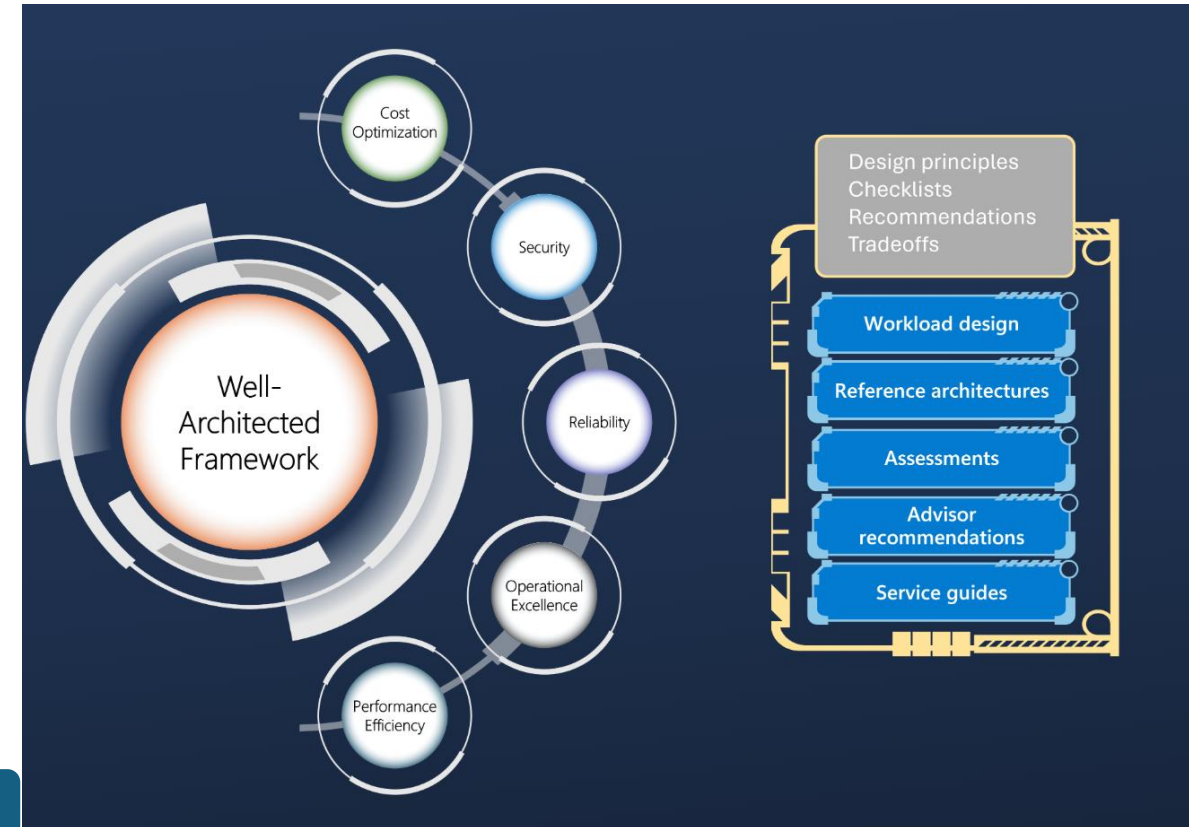 Well-
Architected
Framework
Cost
Optimization
Security
Reliability
Operational
Excellence
Performance
Efficiency
Design principles
Checklists
Recommendations
Tradeoffs
Workload design
Reference architectures
Assessments
Advisor
recommendations
Service guides